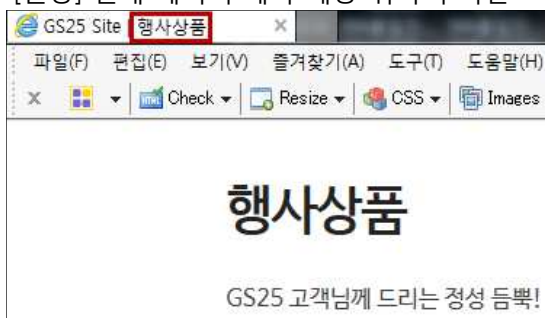 GS25 Site | 행사상품 ×
파일(F) 편집(E) 보기(V) 즐겨찾기(A) 도구(T) 도움말(H)
× Check Resize CSS Images
행사상품
GS25 고객님께 드리는 정성 듬뿍!